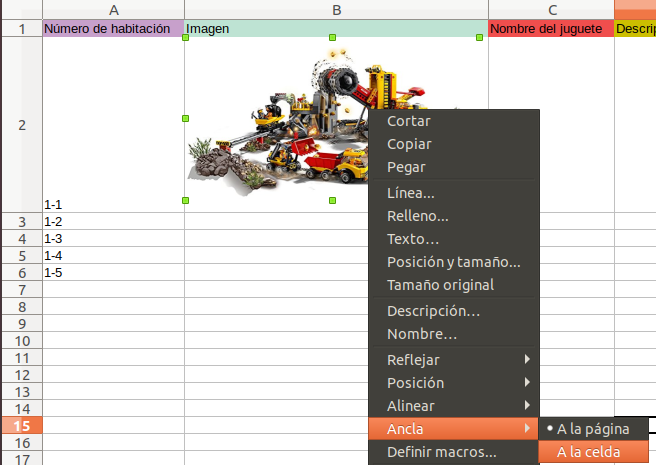 A B C
1 Número de habitación Imagen Nombre del juguete Descrip
2
1-1
3 1-2
4 1-3
5 1-4
6 1-5
7
8
9
10
11
12
13
14
15
16
17
Cortar
Copiar
Pegar
Línea...
Relleno...
Texto...
Posición y tamaño...
Tamaño original
Descripción...
Nombre...
Reflejar
Posición
Alinear
Ancla
Definir macros...
A la página
A la celda